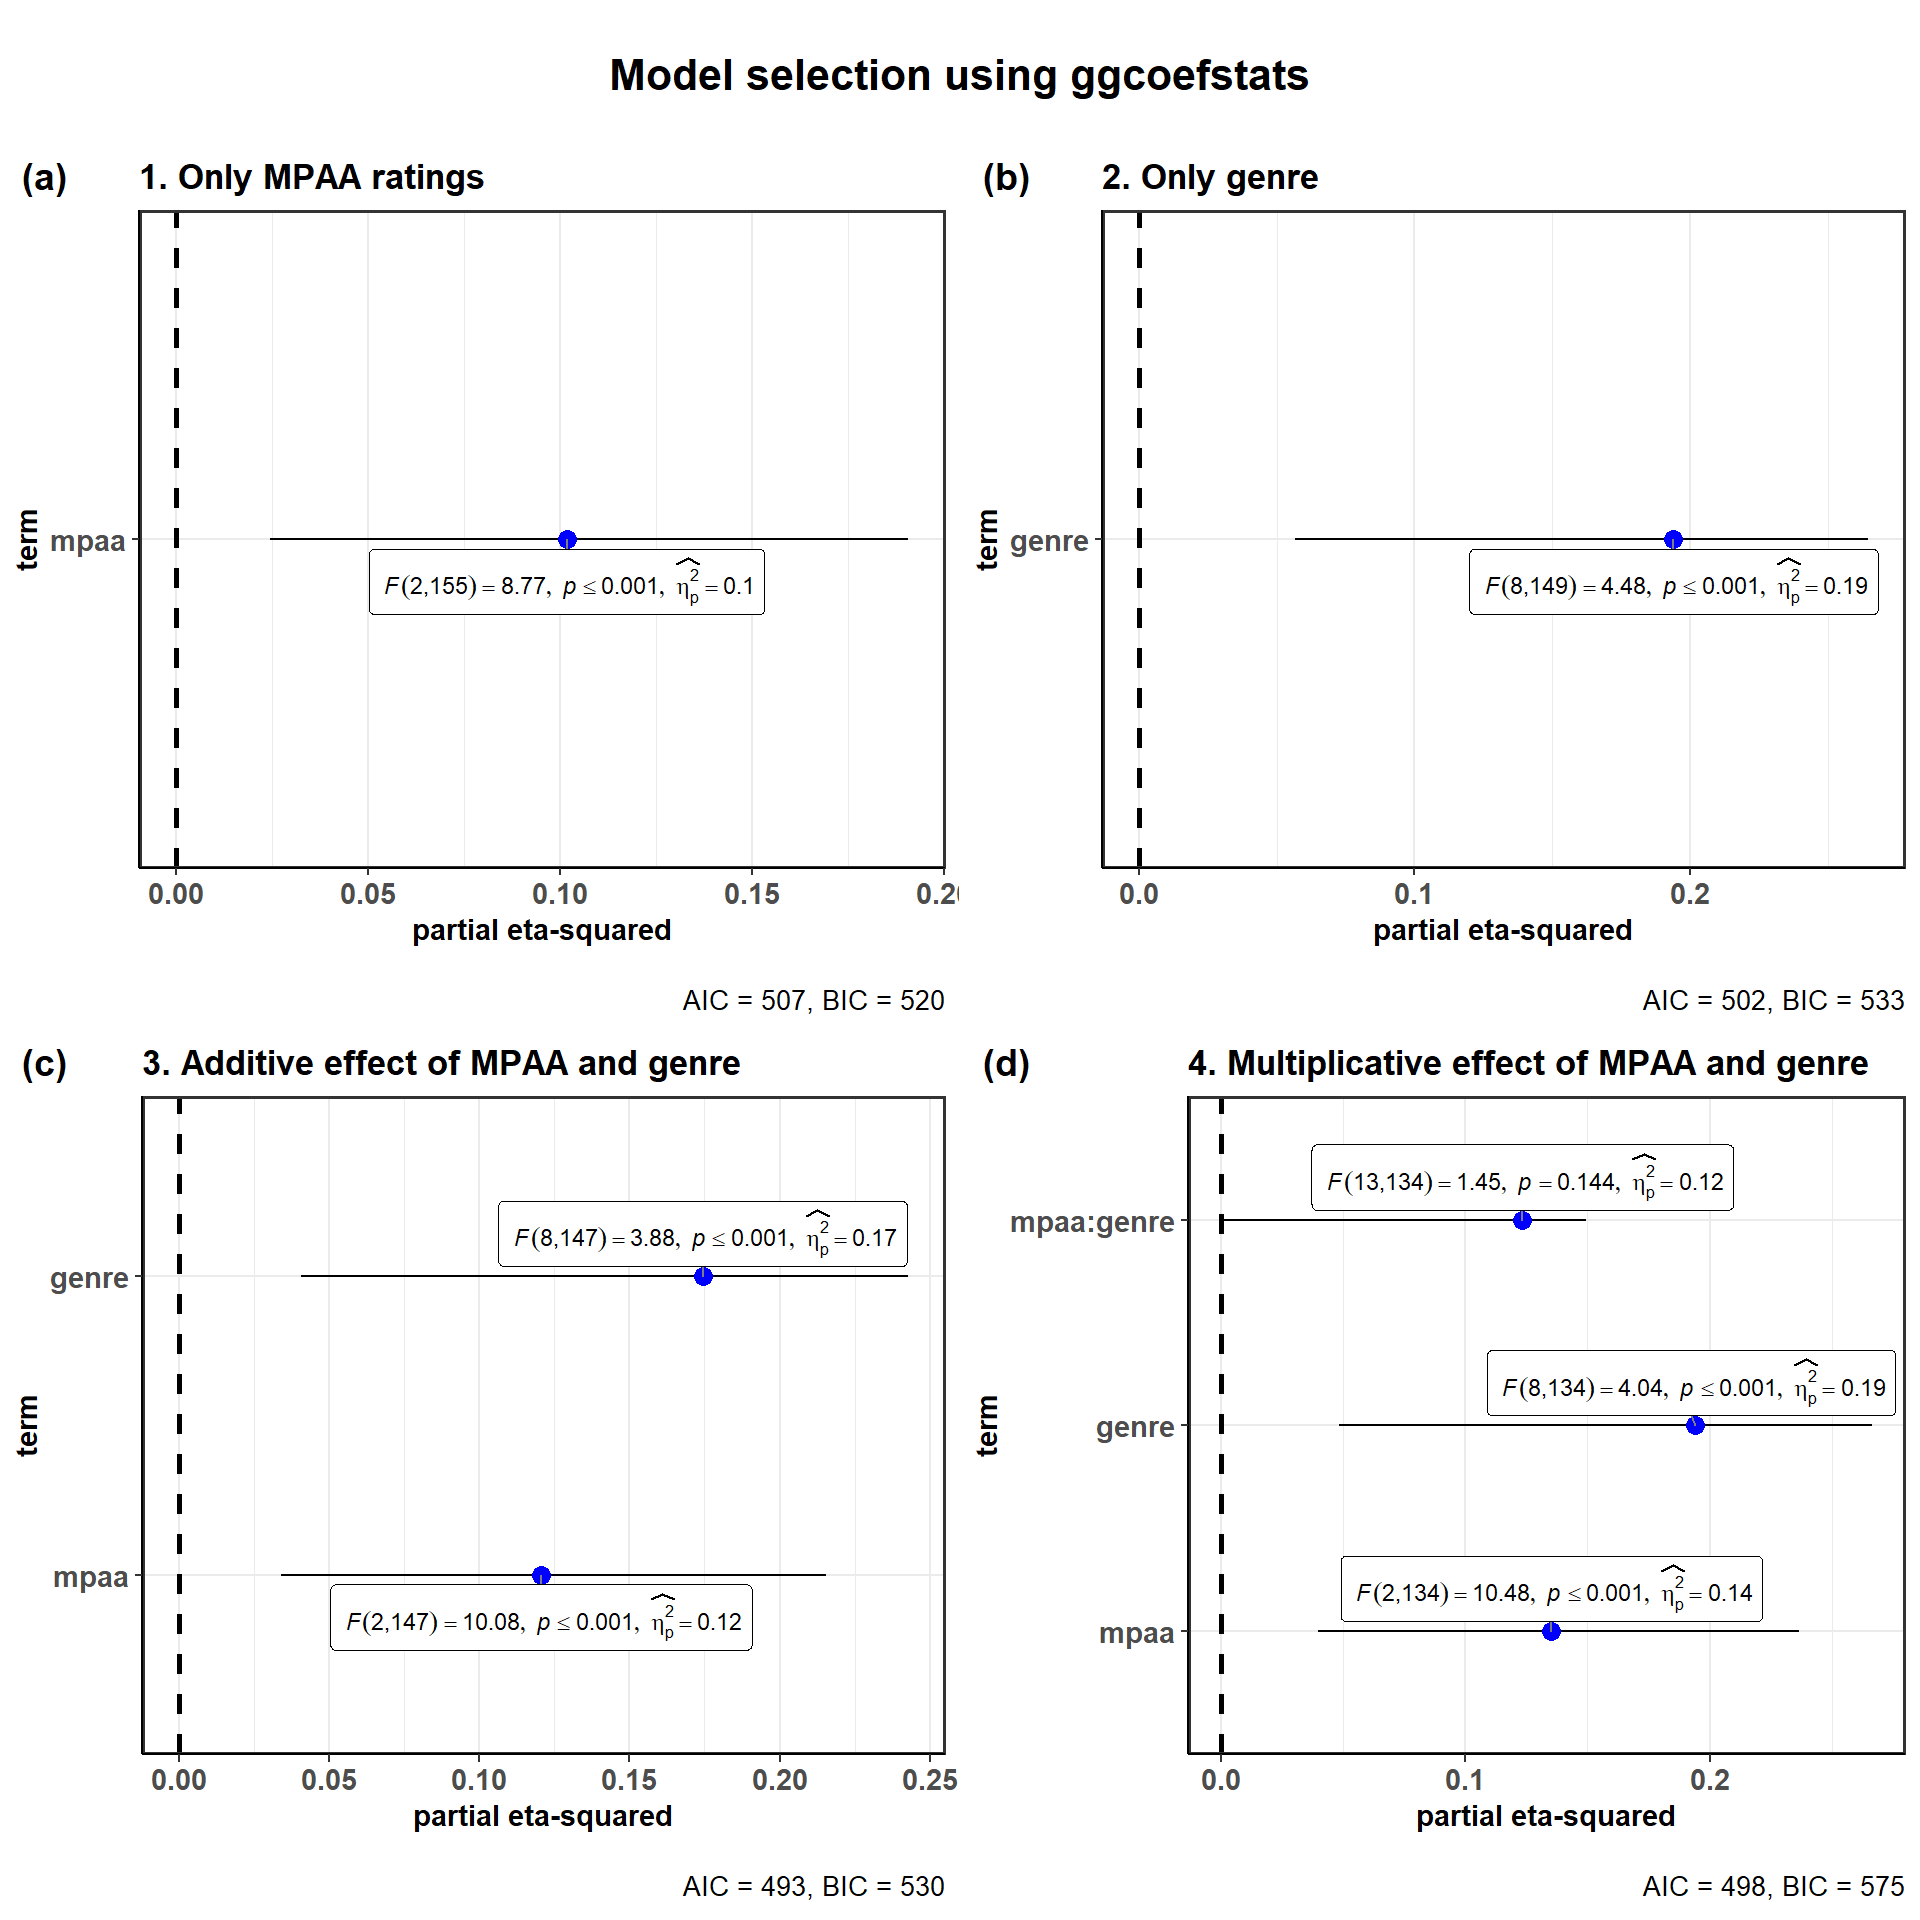 Model selection using ggcoefstats
(a) 1. Only MPAA ratings
term
mpaa
F(2,155) = 8.77, p ≤ 0.001, η̂²ₚ = 0.1
0.00 0.05 0.10 0.15
partial eta-squared
AIC = 507, BIC = 520
(b) 2. Only genre
term
genre
F(8,149) = 4.48, p ≤ 0.001, η̂²ₚ = 0.19
0.0 0.1 0.2
partial eta-squared
AIC = 502, BIC = 533
(c) 3. Additive effect of MPAA and genre
F(8,147) = 3.88, p ≤ 0.001, η̂²ₚ = 0.17
genre
term
mpaa
F(2,147) = 10.08, p ≤ 0.001, η̂²ₚ = 0.12
0.00 0.05 0.10 0.15 0.20 0.25
partial eta-squared
AIC = 493, BIC = 530
(d) 4. Multiplicative effect of MPAA and genre
F(13,134) = 1.45, p = 0.144, η̂²ₚ = 0.12
mpaa:genre
F(8,134) = 4.04, p ≤ 0.001, η̂²ₚ = 0.19
genre
term
F(2,134) = 10.48, p ≤ 0.001, η̂²ₚ = 0.14
mpaa
0.0 0.1 0.2
partial eta-squared
AIC = 498, BIC = 575